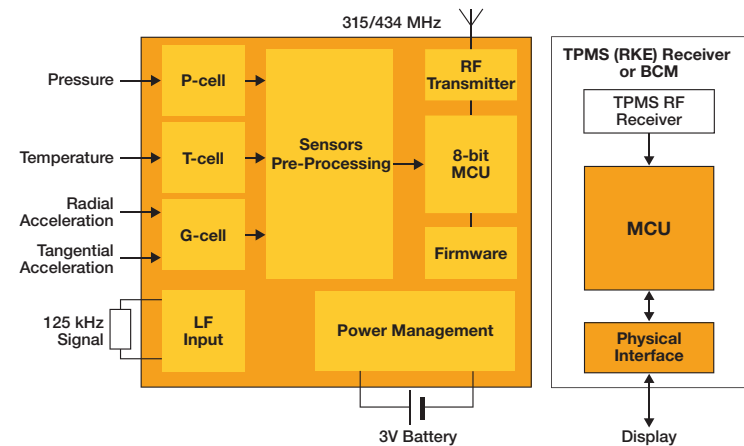 315/434 MHz
Pressure
P-cell
Temperature
T-cell
Radial
Acceleration
Tangential
Acceleration
G-cell
125 kHz
Signal
LF
Input
Sensors
Pre-Processing
RF
Transmitter
8-bit
MCU
Firmware
Power Management
3V Battery
TPMS (RKE) Receiver
or BCM
TPMS RF
Receiver
MCU
Physical
Interface
Display